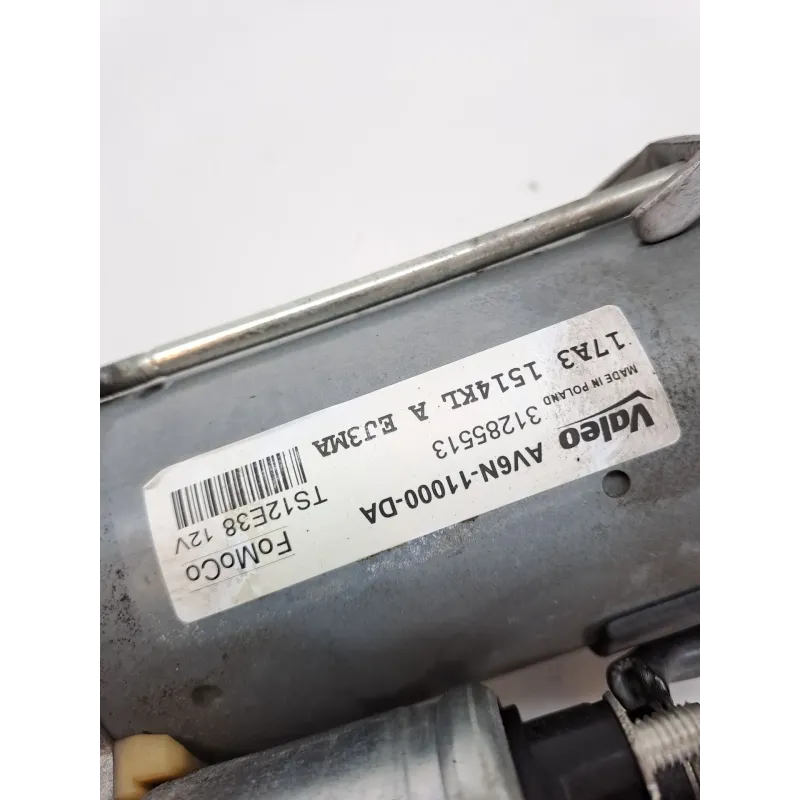 Valeo
MADE IN POLAND
17A3 1514KL A EJ3MA
31285513
AV6N-11000-DA
TS12E38 12V
FoMoCo